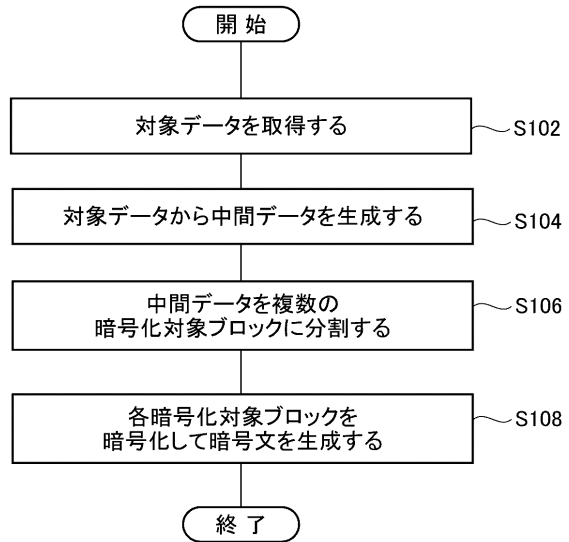 開始
対象データを取得する
S102
対象データから中間データを生成する
S104
中間データを複数の
暗号化対象ブロックに分割する
S106
各暗号化対象ブロックを
暗号化して暗号文を生成する
S108
終了